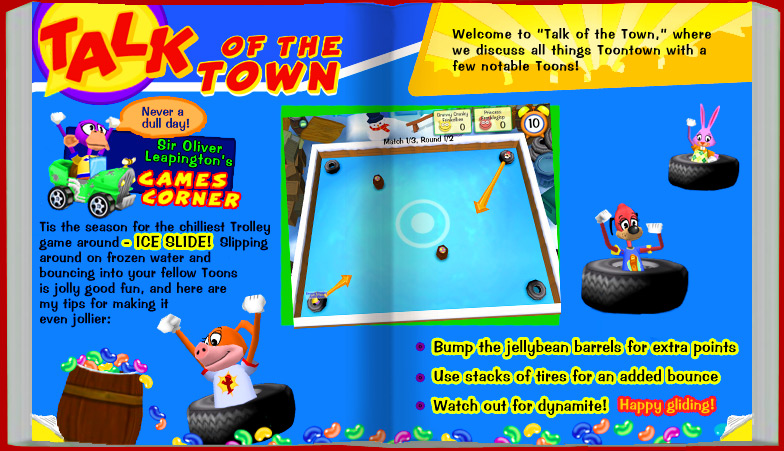 TALK OF THE TOWN
Welcome to "Talk of the Town," where
we discuss all things Toontown with a
few notable Toons!
Never a
dull day!
Sir Oliver
Leapington's
GAMES
CORNER
Tis the season for the chilliest Trolley
game around - ICE SLIDE! Slipping
around on frozen water and
bouncing into your fellow Toons
is jolly good fun, and here are
my tips for making it
even jollier:
0
0
10
Match 1/3, Round 1/2
Bump the jellybean barrels for extra points
Use stacks of tires for an added bounce
Watch out for dynamite! Happy gliding!